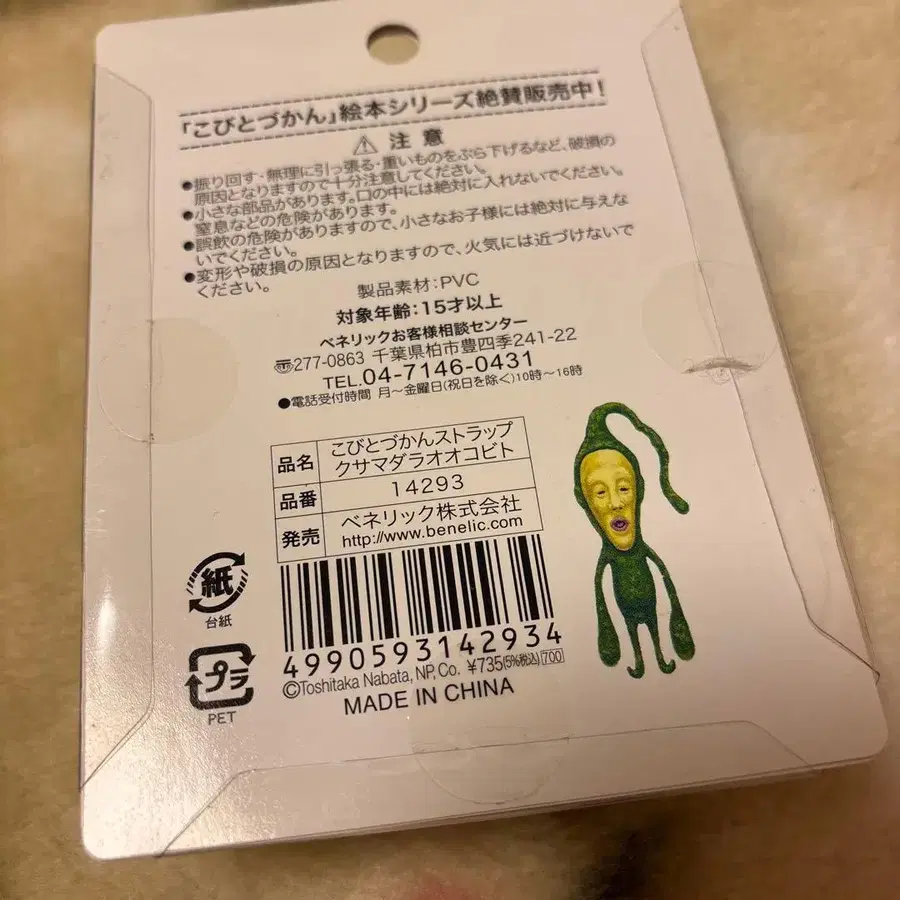 「こびとづかん」絵本シリーズ絶賛販売中！
⚠ 注意
●振り回す・無理に引っ張る・重いものをぶら下げるなど、破損の
原因となりますので十分注意してください。
●小さな部品があります。口の中には絶対に入れないでください。
窒息などの危険があります。
●誤飲の危険がありますので、小さなお子様には絶対に与えな
いでください。
●変形や破損の原因となりますので、火気には近づけないで
ください。
製品素材：PVC
対象年齢：15才以上
ベネリックお客様相談センター
〠277-0863 千葉県柏市豊四季241-22
TEL.04-7146-0431
●電話受付時間 月～金曜日(祝日を除く)10時～16時
品名 こびとづかんストラップ
クサマダラオオコビト
品番 14293
発売 ベネリック株式会社
http://www.benelic.com
紙
台紙
プラ
PET
4990593142934
©Toshitaka Nabata, NP, Co. ¥735(5%税込) 700
MADE IN CHINA